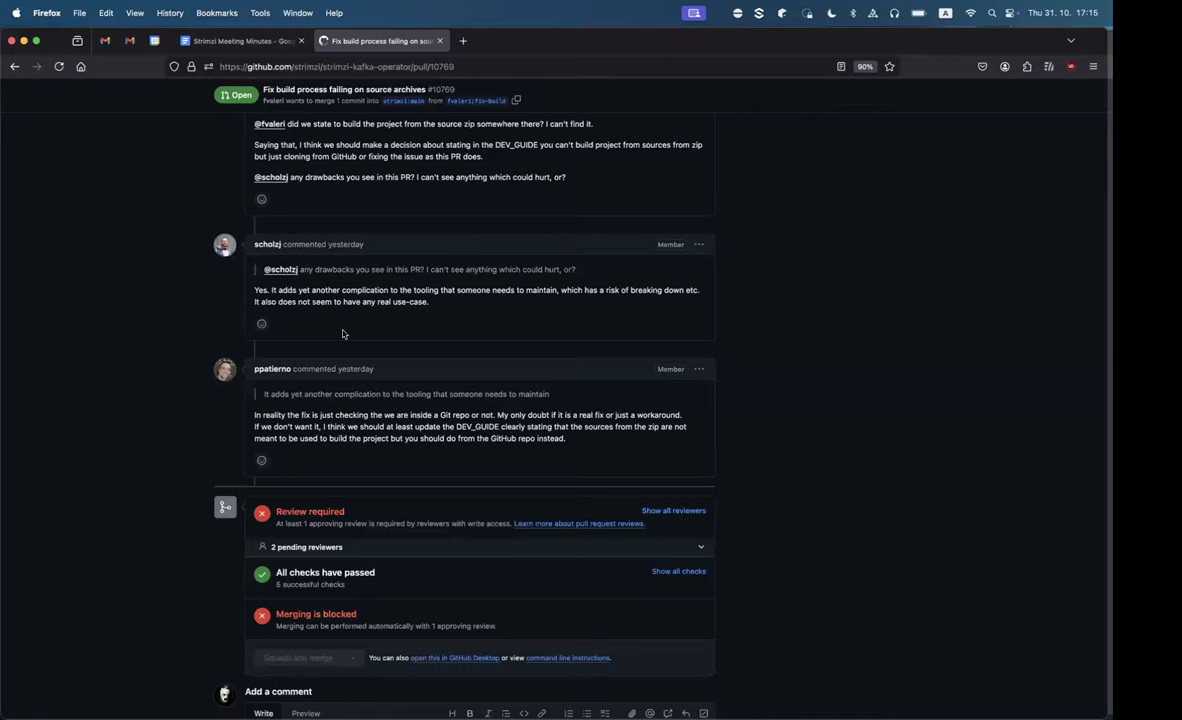 Firefox File Edit View History Bookmarks Tools Window Help A Thu 31. 10. 17:15
Strimzi Meeting Minutes - Goog
Fix build process failing on sour
https://github.com/strimzi/strimzi-kafka-operator/pull/10769 90%
Open Fix build process failing on source archives #10769
fvaleri wants to merge 1 commit into strimzi:main from fvaleri:fix-build
@fvaleri did we state to build the project from the source zip somewhere there? I can't find it.
Saying that, I think we should make a decision about stating in the DEV_GUIDE you can't build project from sources from zip
but just cloning from GitHub or fixing the issue as this PR does.
@scholzj any drawbacks you see in this PR? I can't see anything which could hurt, or?
scholzj commented yesterday Member
@scholzj any drawbacks you see in this PR? I can't see anything which could hurt, or?
Yes. It adds yet another complication to the tooling that someone needs to maintain, which has a risk of breaking down etc.
It also does not seem to have any real use-case.
ppatierno commented yesterday Member
It adds yet another complication to the tooling that someone needs to maintain
In reality the fix is just checking the we are inside a Git repo or not. My only doubt if it is a real fix or just a workaround.
If we don't want it, I think we should at least update the DEV_GUIDE clearly stating that the sources from the zip are not
meant to be used to build the project but you should do from the GitHub repo instead.
Review required Show all reviewers
At least 1 approving review is required by reviewers with write access. Learn more about pull request reviews.
2 pending reviewers
All checks have passed Show all checks
5 successful checks
Merging is blocked
Merging can be performed automatically with 1 approving review.
Squash and merge You can also open this in GitHub Desktop or view command line instructions.
Add a comment
Write Preview H B